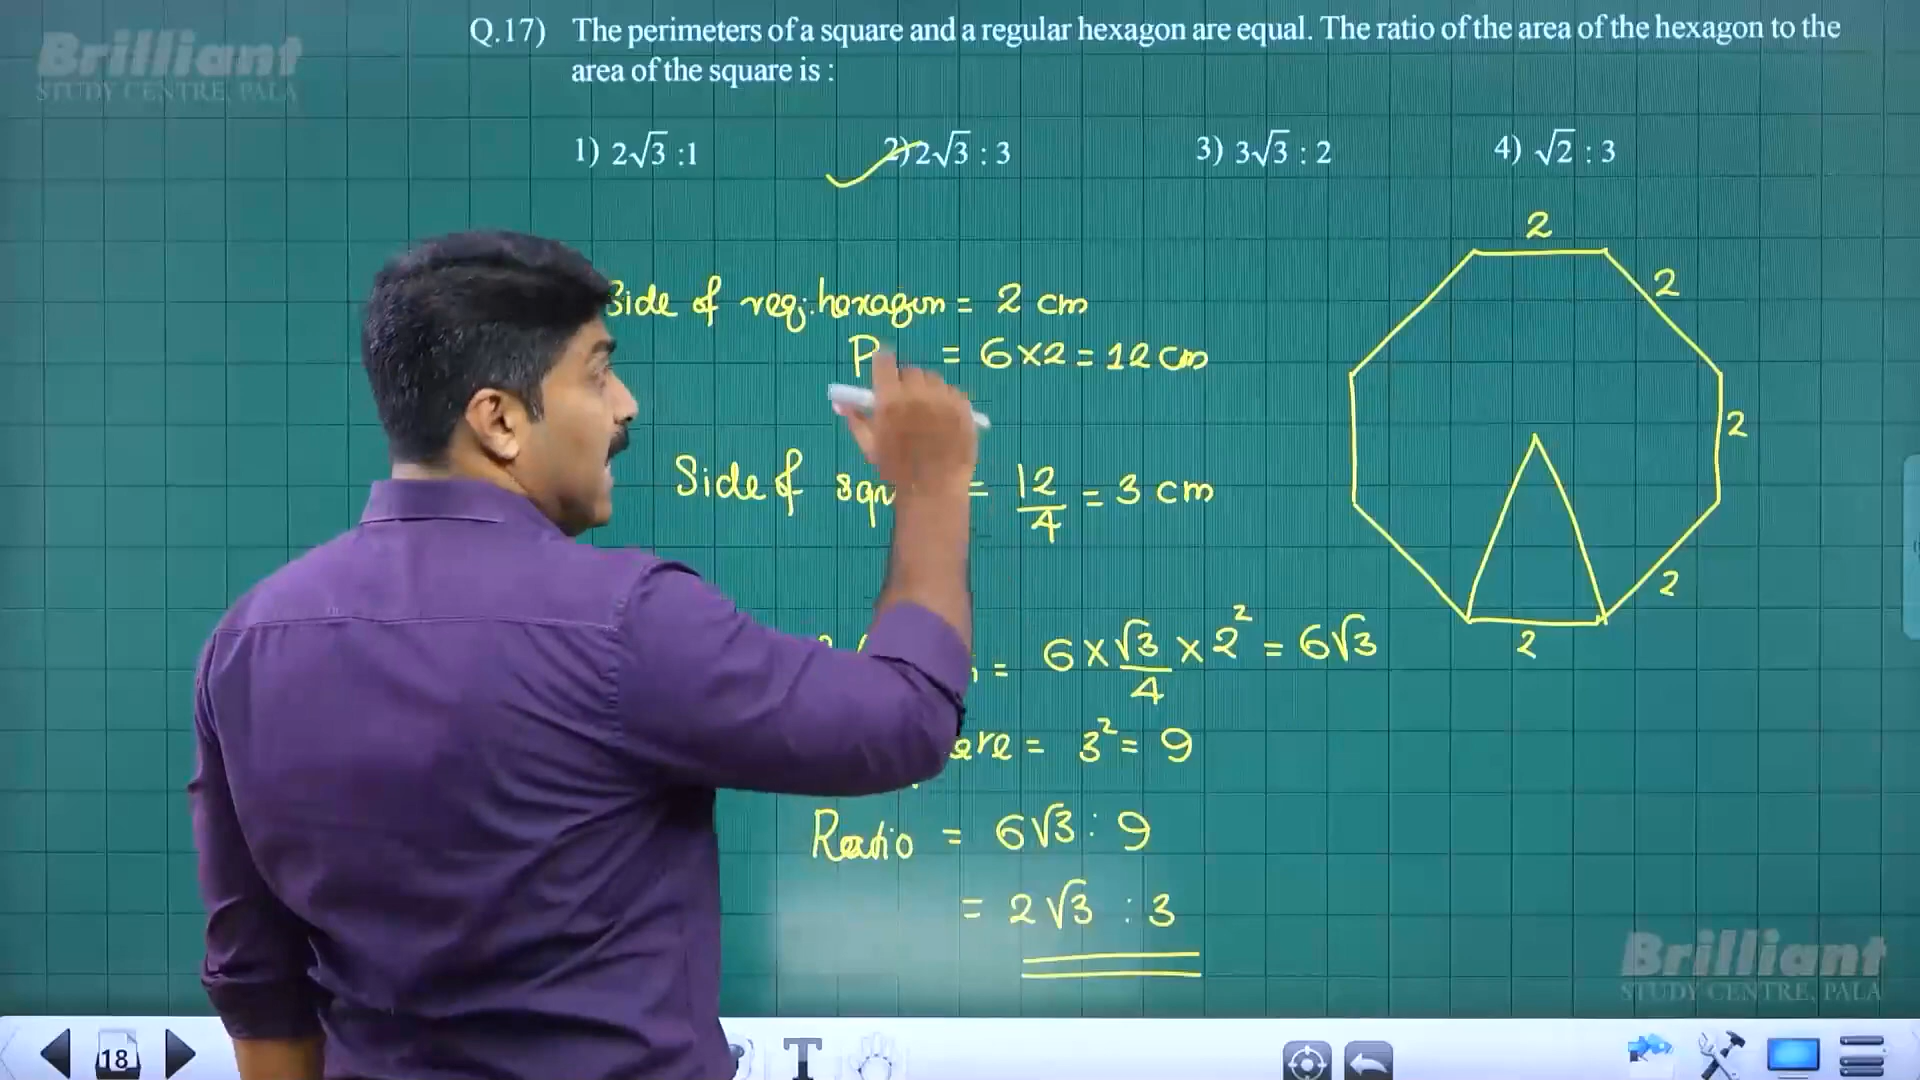 Brilliant
STUDY CENTRE, PALA
Q.17) The perimeters of a square and a regular hexagon are equal. The ratio of the area of the hexagon to the
area of the square is :
1) 2√3 :1 2) 2√3 : 3 3) 3√3 : 2 4) √2 : 3
Side of reg. hexagon = 2 cm
P = 6×2 = 12 cm
Side of = 12/4 = 3 cm
= 6 × √3/4 × 2² = 6√3
= 3² = 9
Ratio = 6√3 : 9
= 2√3 : 3
2
2
2
2
2
Brilliant
STUDY CENTRE, PALA
18
T